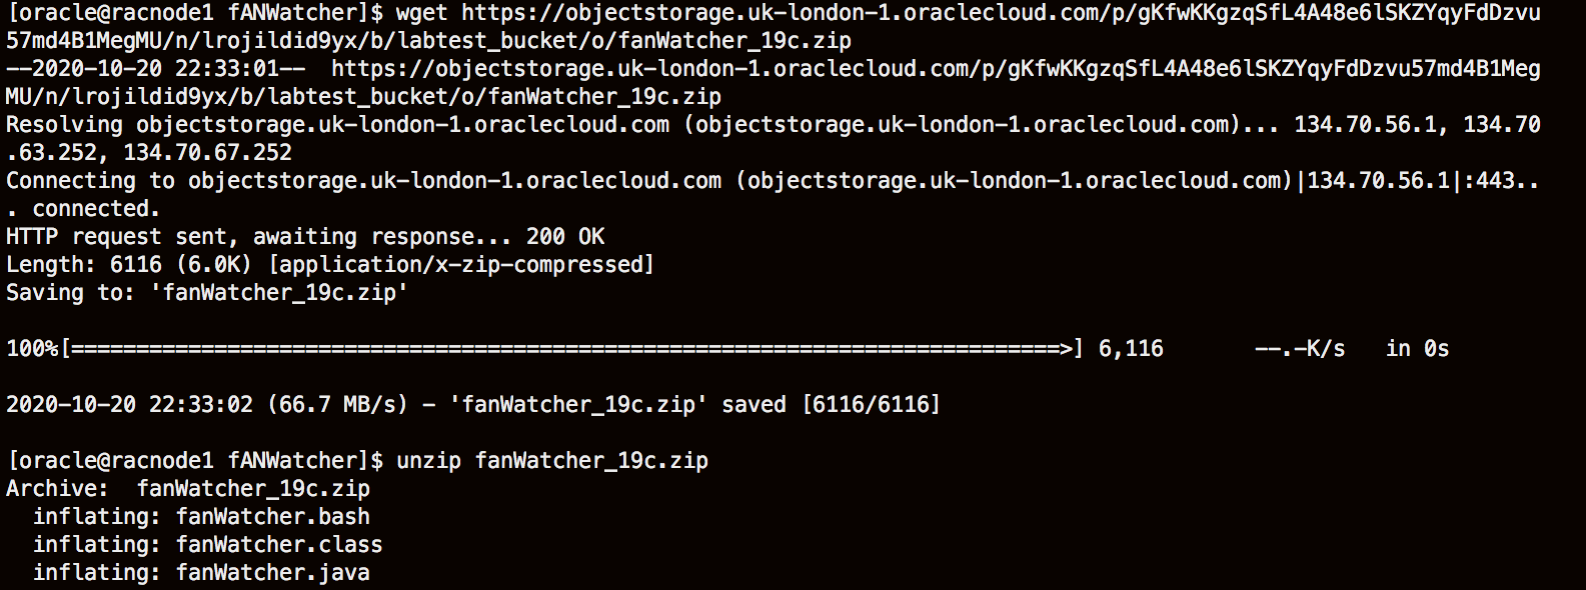 [oracle@racnode1 fANWatcher]$ wget https://objectstorage.uk-london-1.oraclecloud.com/p/gKfwKKgzqSfL4A48e6lSKZYqyFdDzvu
57md4B1MegMU/n/lrojildid9yx/b/labtest_bucket/o/fanWatcher_19c.zip
--2020-10-20 22:33:01--  https://objectstorage.uk-london-1.oraclecloud.com/p/gKfwKKgzqSfL4A48e6lSKZYqyFdDzvu57md4B1Meg
MU/n/lrojildid9yx/b/labtest_bucket/o/fanWatcher_19c.zip
Resolving objectstorage.uk-london-1.oraclecloud.com (objectstorage.uk-london-1.oraclecloud.com)... 134.70.56.1, 134.70
.63.252, 134.70.67.252
Connecting to objectstorage.uk-london-1.oraclecloud.com (objectstorage.uk-london-1.oraclecloud.com)|134.70.56.1|:443..
. connected.
HTTP request sent, awaiting response... 200 OK
Length: 6116 (6.0K) [application/x-zip-compressed]
Saving to: 'fanWatcher_19c.zip'
100%[============================================================================>] 6,116       --.-K/s   in 0s
2020-10-20 22:33:02 (66.7 MB/s) - 'fanWatcher_19c.zip' saved [6116/6116]
[oracle@racnode1 fANWatcher]$ unzip fanWatcher_19c.zip
Archive:  fanWatcher_19c.zip
  inflating: fanWatcher.bash
  inflating: fanWatcher.class
  inflating: fanWatcher.java